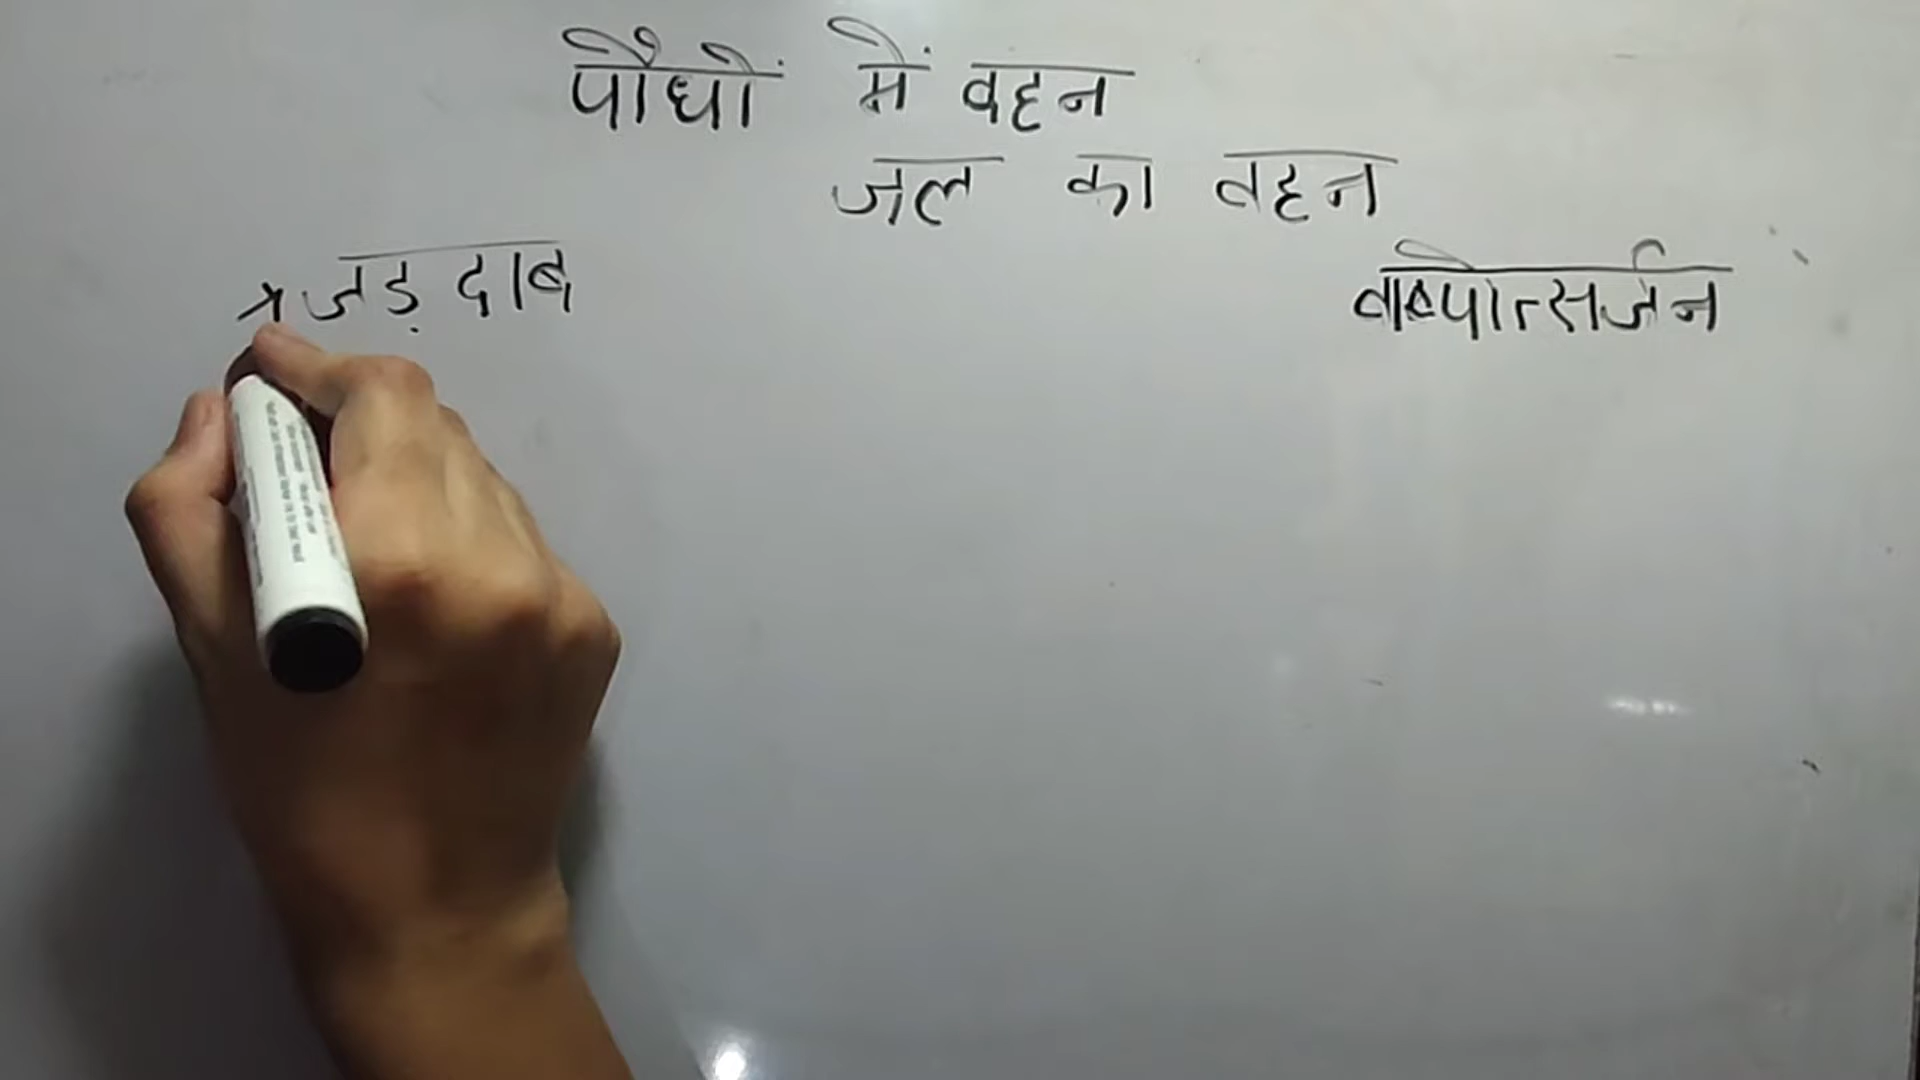 पौधों में वहन
जल का वहन
जड़ दाब
वाष्पोत्सर्जन